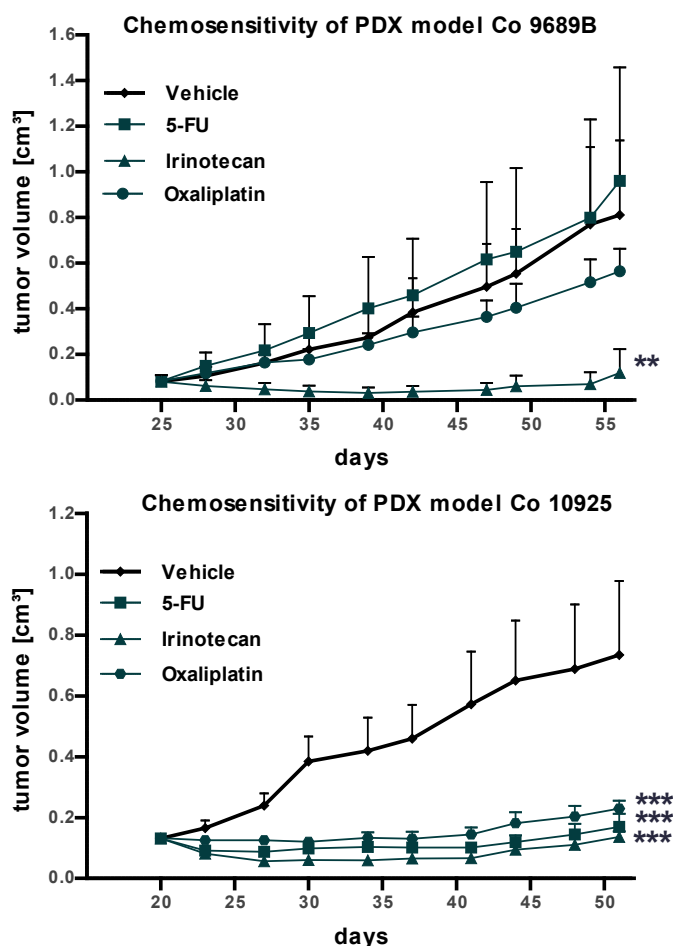 Chemosensitivity of PDX model Co 9689B
1.6
1.4
1.2
1.0
0.8
0.6
0.4
0.2
0.0
tumor volume [cm³]
Vehicle
5-FU
Irinotecan
Oxaliplatin
**
25 30 35 40 45 50 55
days
Chemosensitivity of PDX model Co 10925
1.2
1.0
0.8
0.6
0.4
0.2
0.0
tumor volume [cm³]
Vehicle
5-FU
Irinotecan
Oxaliplatin
***
***
***
20 25 30 35 40 45 50
days